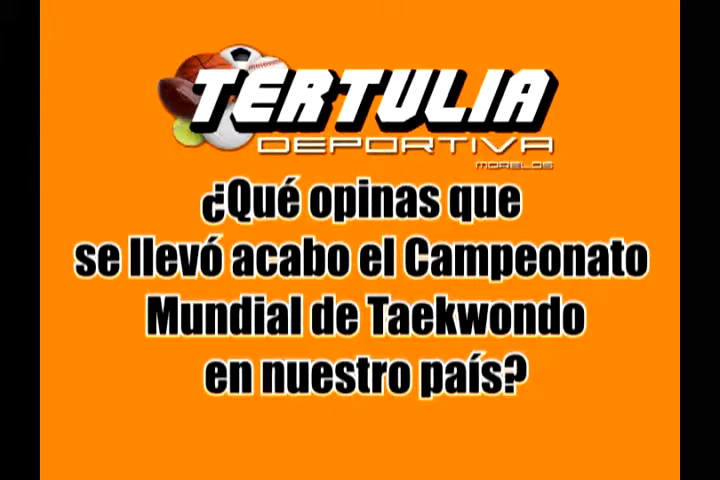 TERTULIA
DEPORTIVA
MORELOS
¿Qué opinas que
se llevó acabo el Campeonato
Mundial de Taekwondo
en nuestro país?